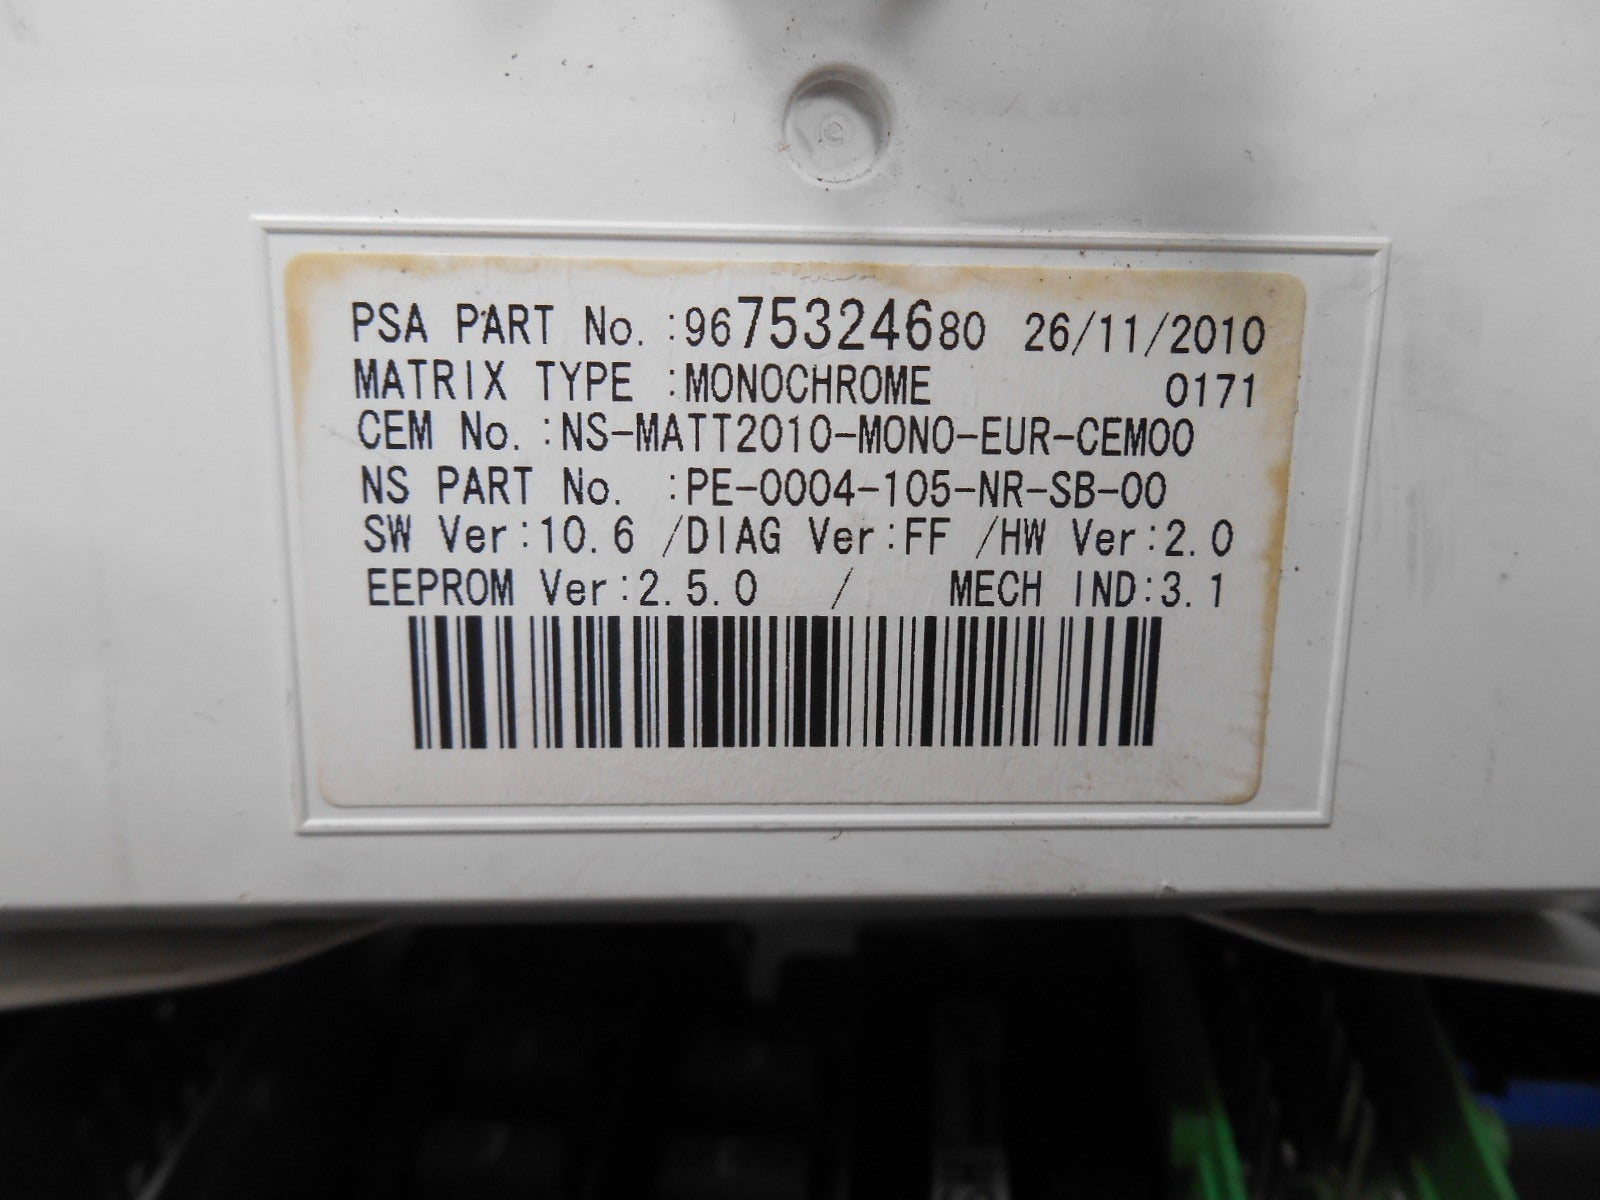 PSA PART No. :9675324680 26/11/2010
MATRIX TYPE :MONOCHROME 0171
CEM No. :NS-MATT2010-MONO-EUR-CEM00
NS PART No. :PE-0004-105-NR-SB-00
SW Ver:10.6 /DIAG Ver:FF /HW Ver:2.0
EEPROM Ver:2.5.0 / MECH IND:3.1